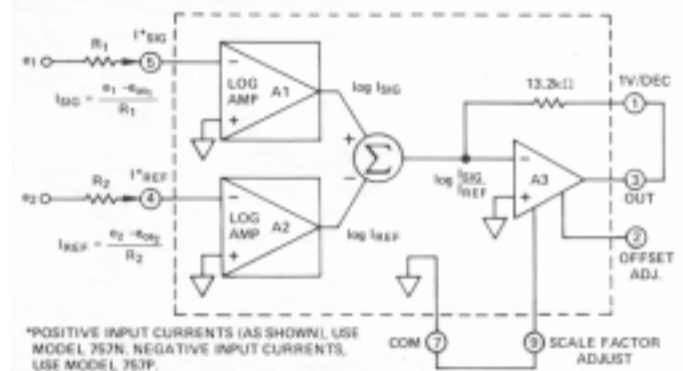 e1
R1
I*SIG
5
ISIG = e1 -eos1
R1
LOG
AMP
A1
log ISIG
13.2kΩ
1V/DEC
1
+
Σ
−
log ISIG
IREF
A3
3
OUT
2
OFFSET
ADJ.
e2
R2
I*REF
4
IREF = e2 -eos2
R2
LOG
AMP
A2
log IREF
*POSITIVE INPUT CURRENTS (AS SHOWN), USE
MODEL 757N. NEGATIVE INPUT CURRENTS,
USE MODEL 757P.
COM 7
9 SCALE FACTOR
ADJUST